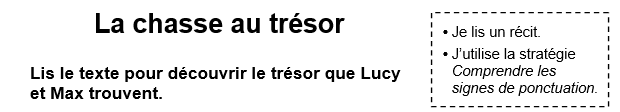 La chasse au trésor
Lis le texte pour découvrir le trésor que Lucy
et Max trouvent.
• Je lis un récit.
• J'utilise la stratégie
Comprendre les
signes de ponctuation.